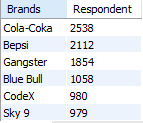 Brands Respondent
Cola-Coka 2538
Bepsi 2112
Gangster 1854
Blue Bull 1058
CodeX 980
Sky 9 979